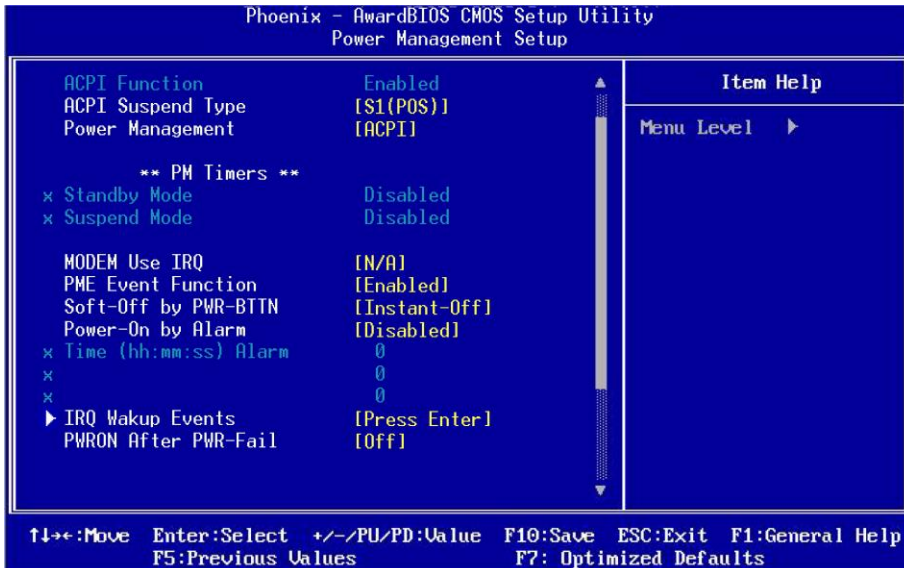 Phoenix - AwardBIOS CMOS Setup Utility
Power Management Setup
ACPI Function Enabled
ACPI Suspend Type [S1(POS)]
Power Management [ACPI]
** PM Timers **
x Standby Mode Disabled
x Suspend Mode Disabled
MODEM Use IRQ [N/A]
PME Event Function [Enabled]
Soft-Off by PWR-BTTN [Instant-Off]
Power-On by Alarm [Disabled]
x Time (hh:mm:ss) Alarm 0
x 0
x 0
▶ IRQ Wakup Events [Press Enter]
PWRON After PWR-Fail [Off]
Item Help
Menu Level ▶
↑↓→←:Move Enter:Select +/-/PU/PD:Value F10:Save ESC:Exit F1:General Help
F5:Previous Values F7: Optimized Defaults